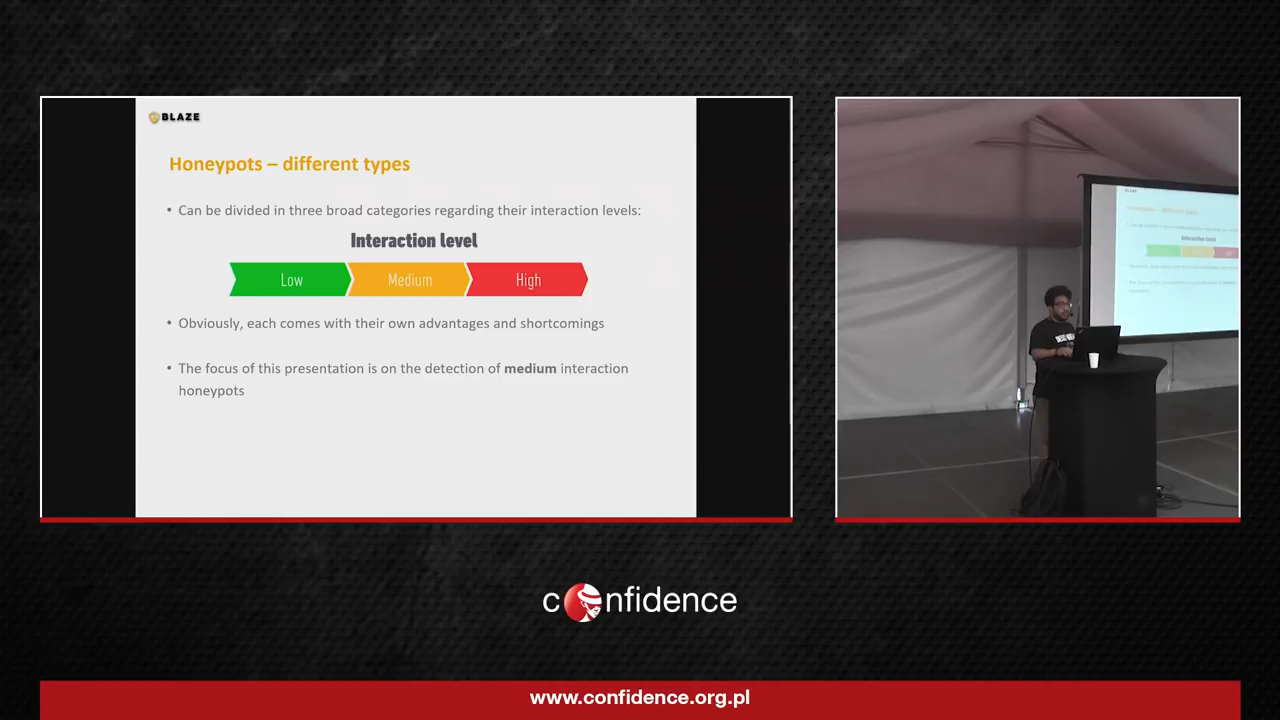 BLAZE
Honeypots – different types
• Can be divided in three broad categories regarding their interaction levels:
Interaction level
Low Medium High
• Obviously, each comes with their own advantages and shortcomings
• The focus of this presentation is on the detection of medium interaction
honeypots
Interaction level
confidence
www.confidence.org.pl